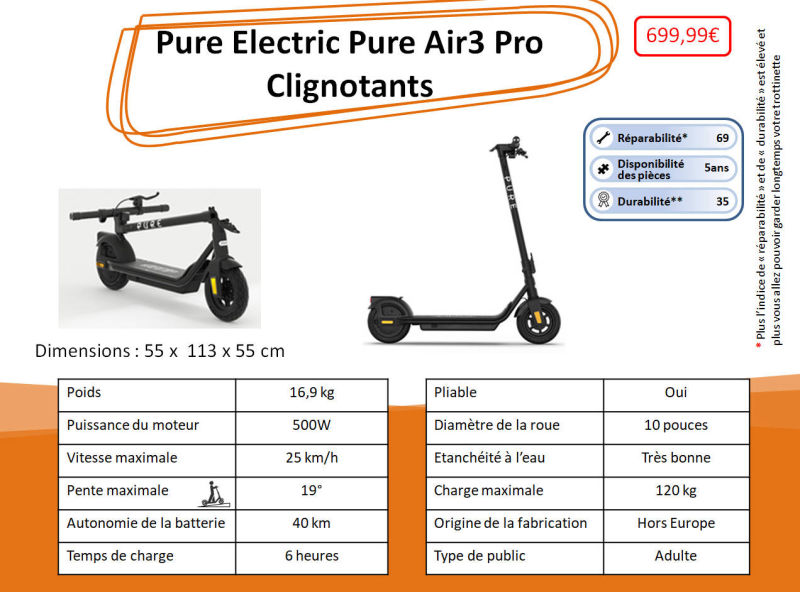 Pure Electric Pure Air3 Pro
Clignotants
699,99€
Réparabilité* 69
Disponibilité des pièces 5ans
Durabilité** 35
* Plus l'indice de « réparabilité » et de « durabilité » est élevé et
plus vous allez pouvoir garder longtemps votre trottinette
PURE
PURE
Dimensions : 55 x 113 x 55 cm
Poids 16,9 kg
Puissance du moteur 500W
Vitesse maximale 25 km/h
Pente maximale 19°
Autonomie de la batterie 40 km
Temps de charge 6 heures
Pliable Oui
Diamètre de la roue 10 pouces
Etanchéité à l'eau Très bonne
Charge maximale 120 kg
Origine de la fabrication Hors Europe
Type de public Adulte